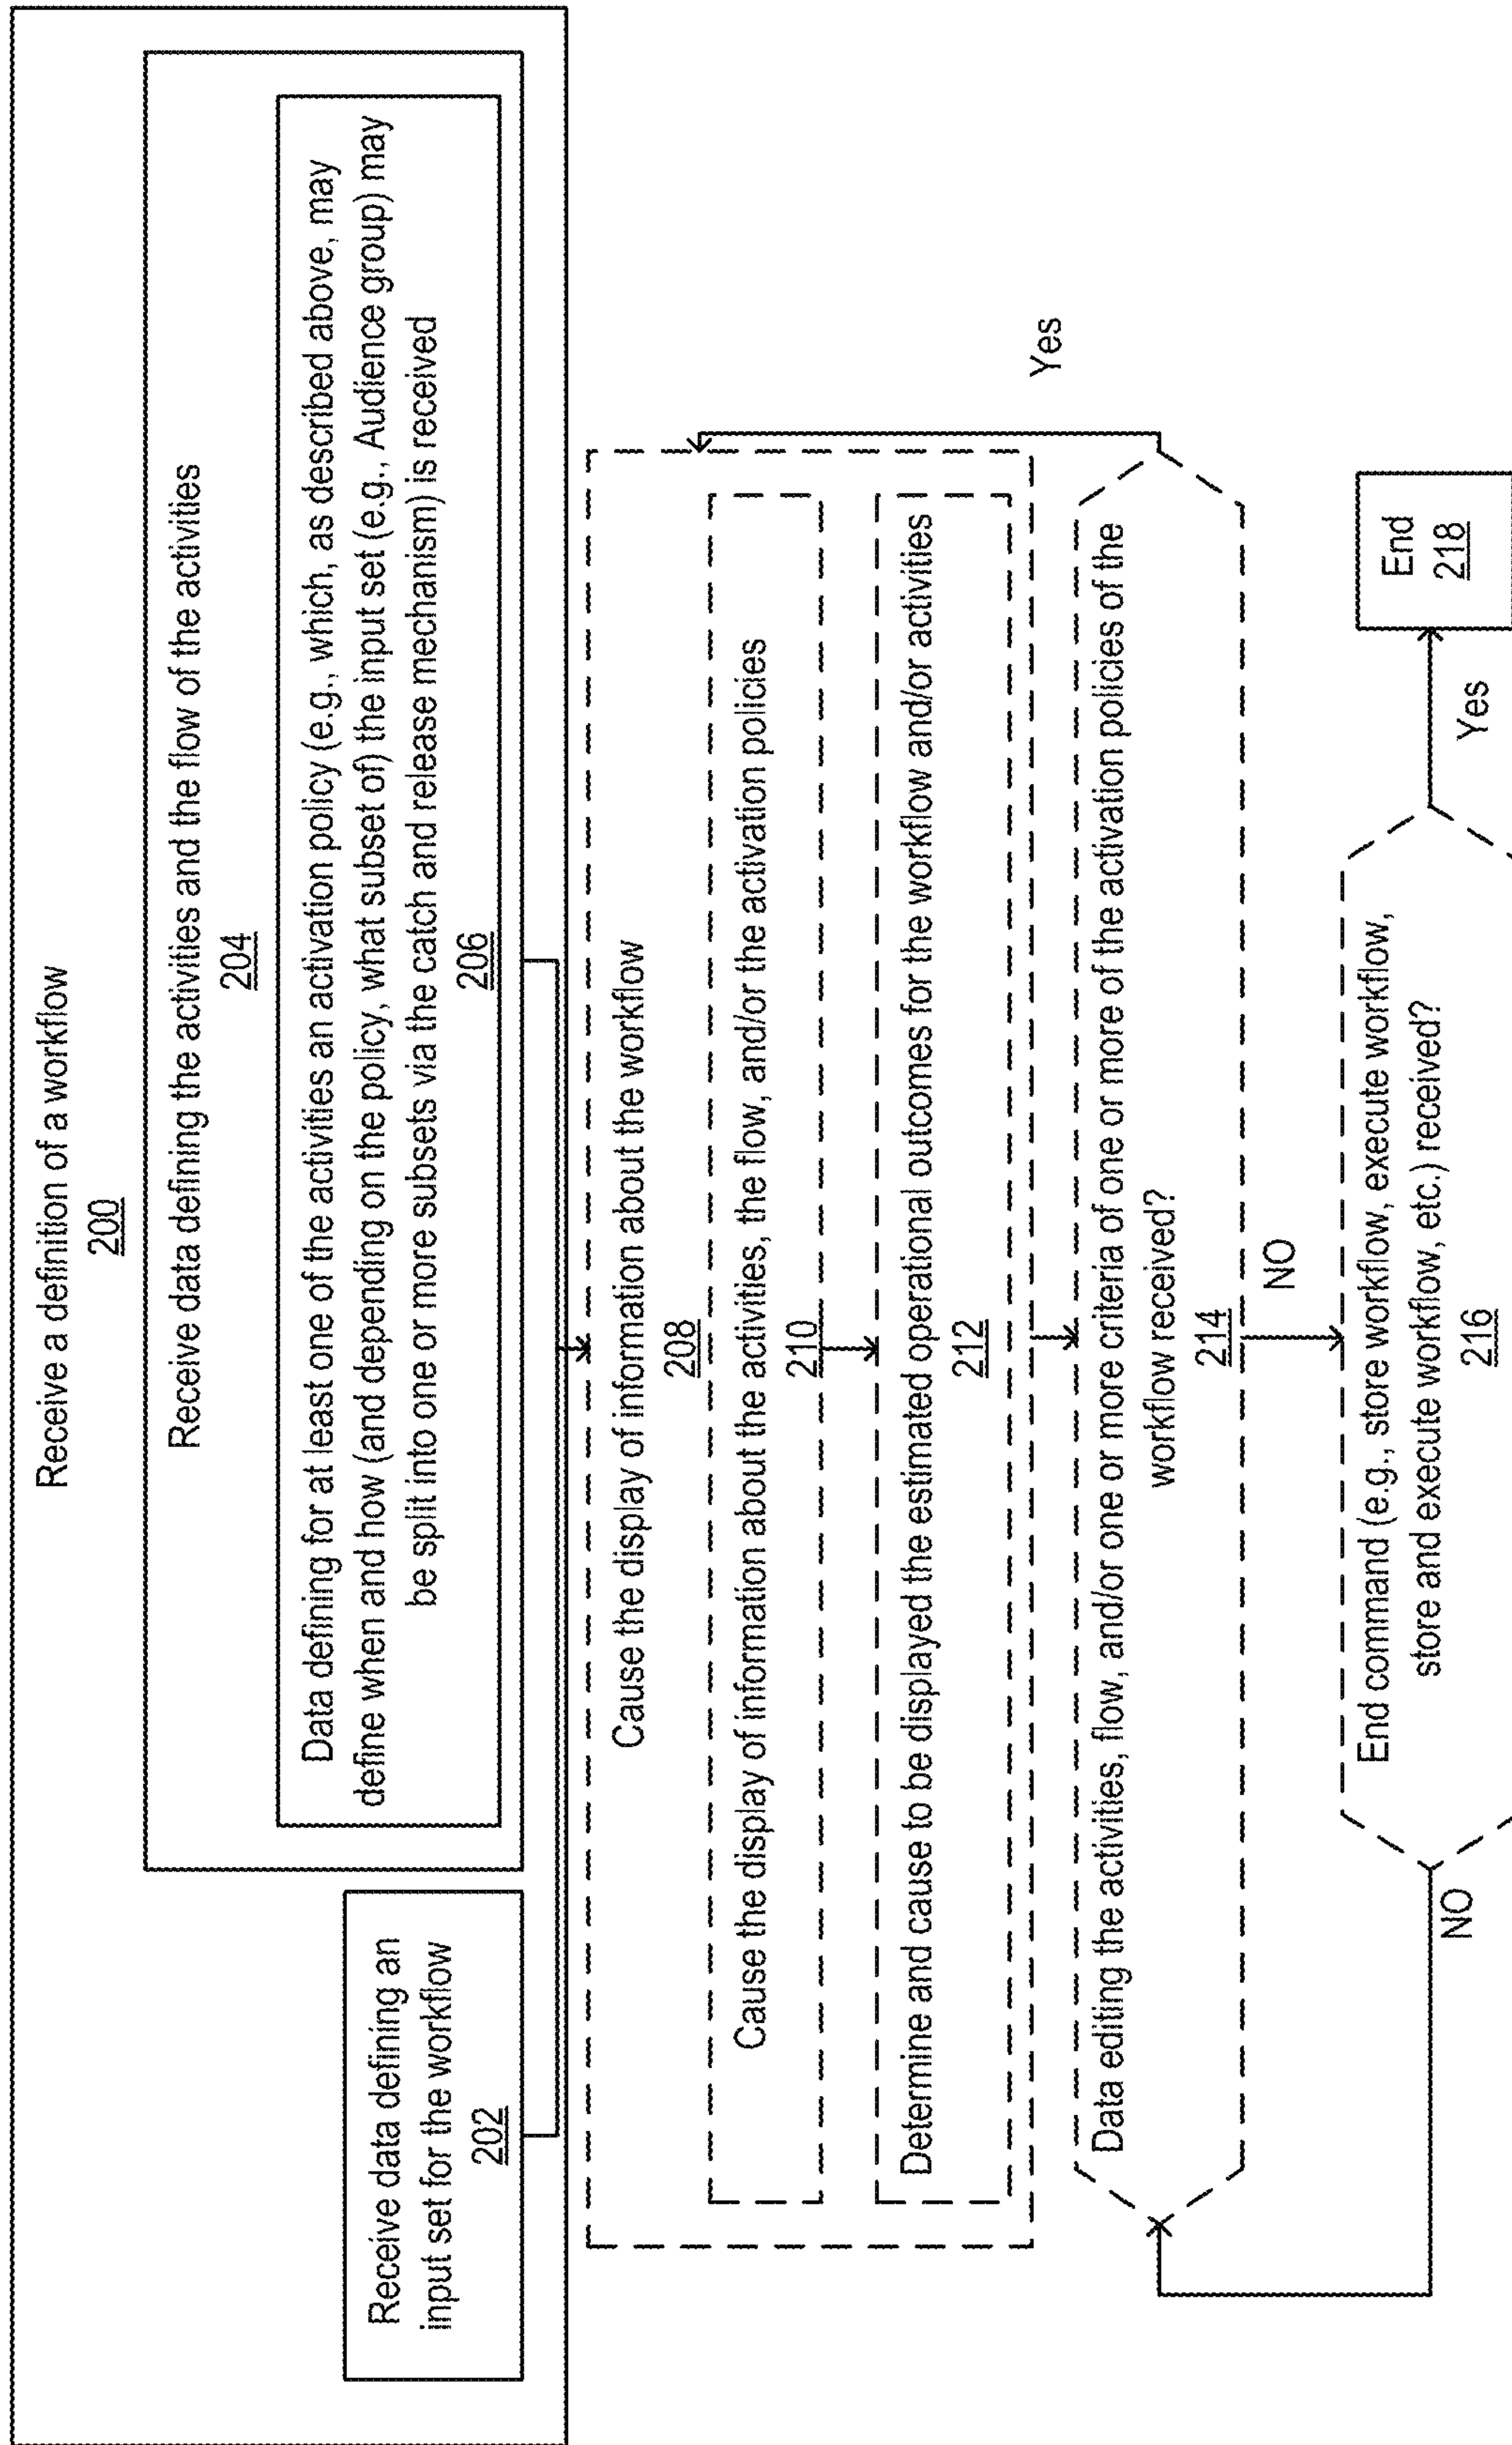 Receive a definition of a workflow
200
Receive data defining an
input set for the workflow
202
Receive data defining the activities and the flow of the activities
204
Data defining for at least one of the activities an activation policy (e.g., which, as described above, may
define when and how (and depending on the policy, what subset of) the input set (e.g., Audience group) may
be split into one or more subsets via the catch and release mechanism) is received
206
Cause the display of information about the workflow
208
Cause the display of information about the activities, the flow, and/or the activation policies
210
Determine and cause to be displayed the estimated operational outcomes for the workflow and/or activities
212
Data editing the activities, flow, and/or one or more criteria of one or more of the activation policies of the
workflow received?
214
Yes
NO
End command (e.g., store workflow, execute workflow,
store and execute workflow, etc.) received?
216
NO
Yes
End
218